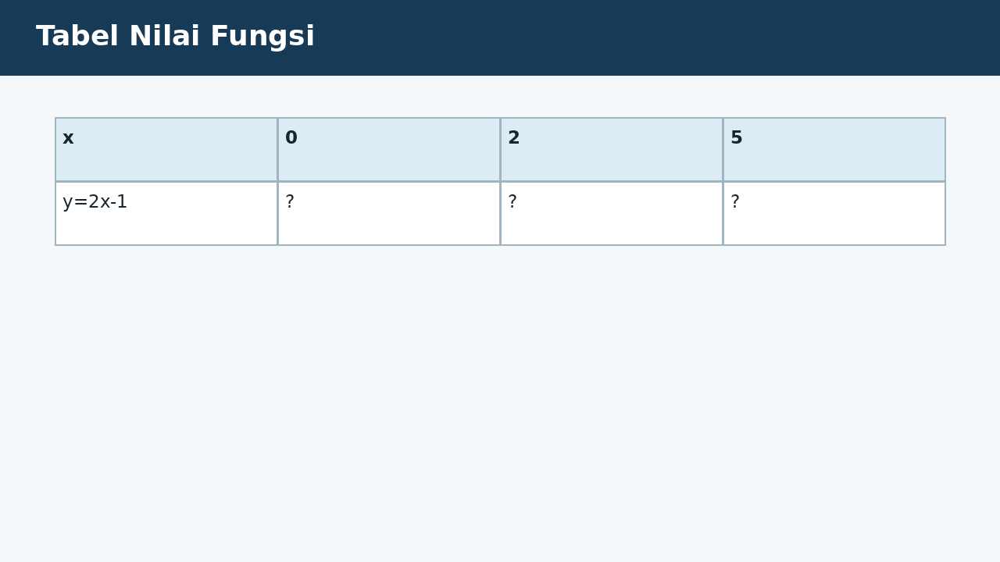 Tabel Nilai Fungsi
x 0 2 5
y=2x-1 ? ? ?